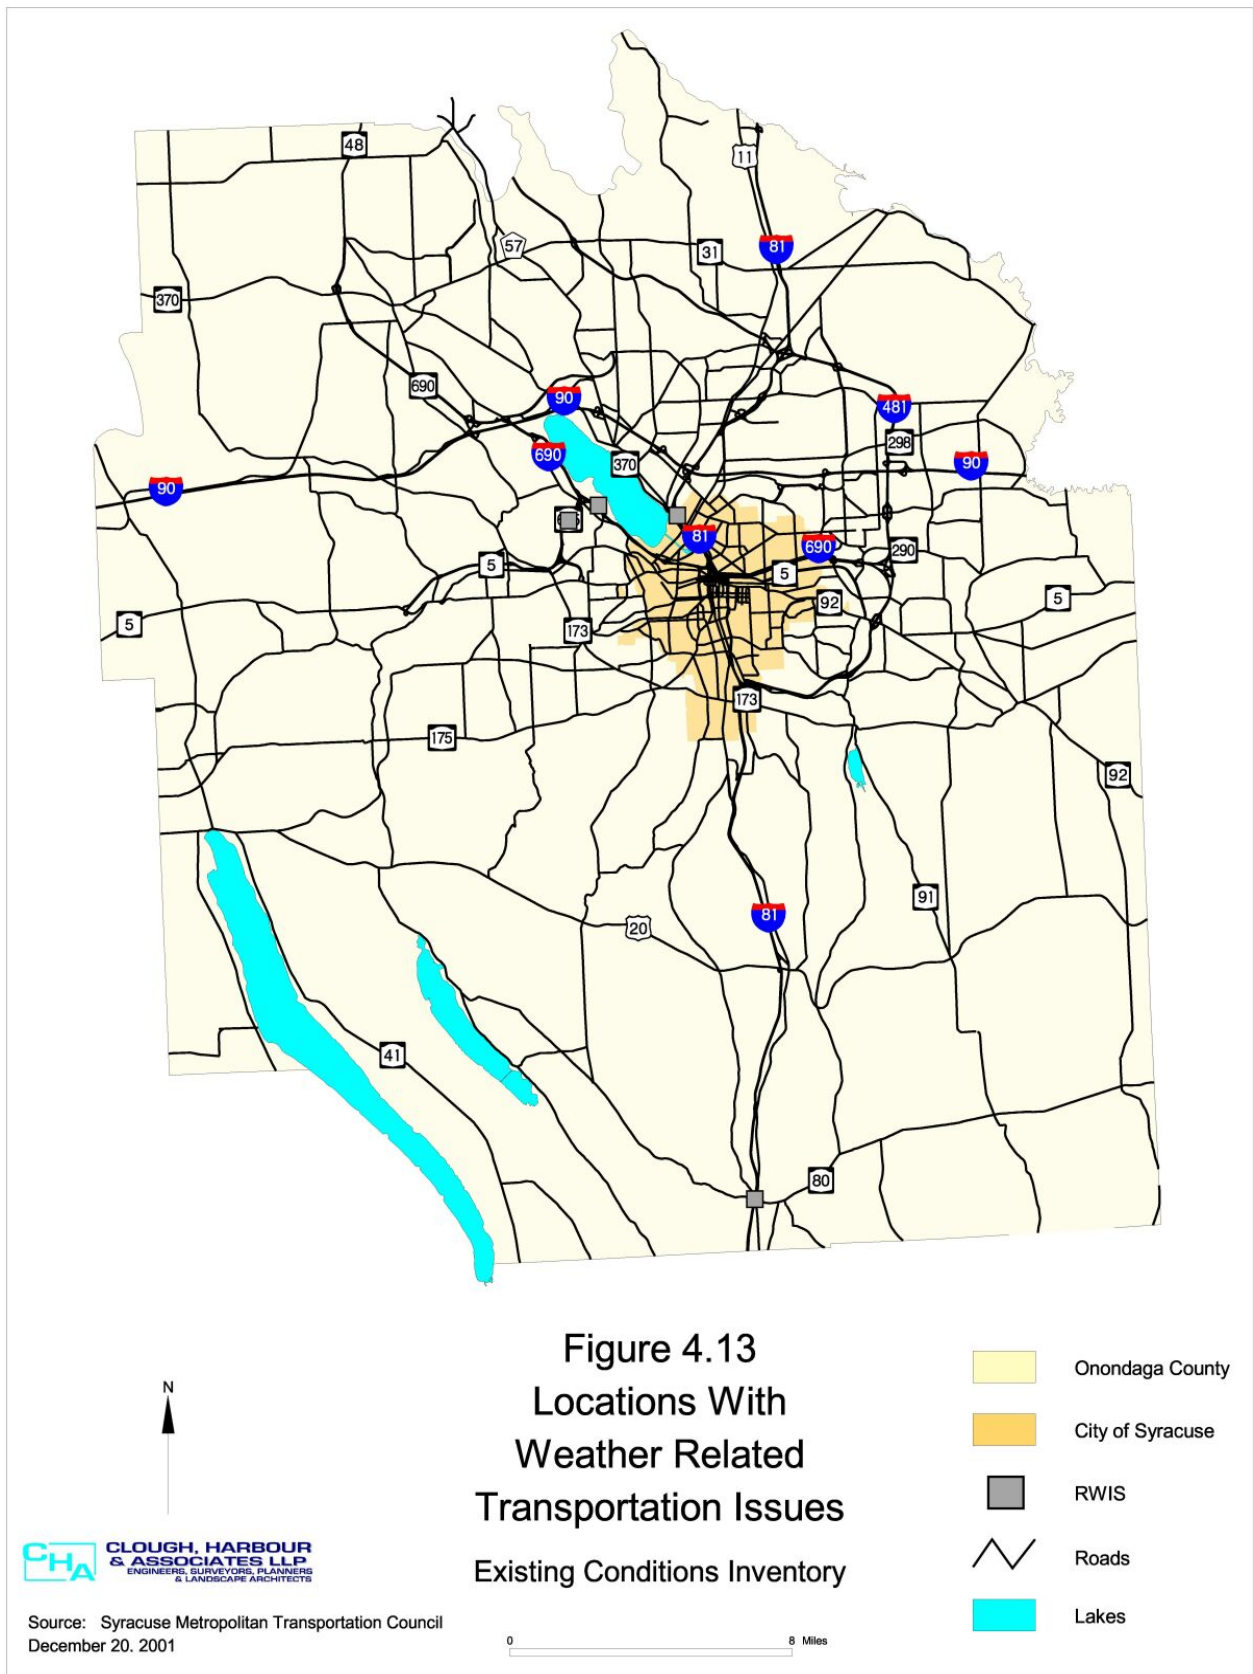 48
11
57
31
81
370
690
90
481
298
690
370
90
90
81
690
290
5
5
5
92
5
173
173
175
92
91
20
81
41
80
Figure 4.13
Locations With
Weather Related
Transportation Issues
Existing Conditions Inventory
Onondaga County
City of Syracuse
RWIS
Roads
Lakes
N
CHA
CLOUGH, HARBOUR
& ASSOCIATES LLP
ENGINEERS, SURVEYORS, PLANNERS
& LANDSCAPE ARCHITECTS
Source: Syracuse Metropolitan Transportation Council
December 20. 2001
0 8 Miles